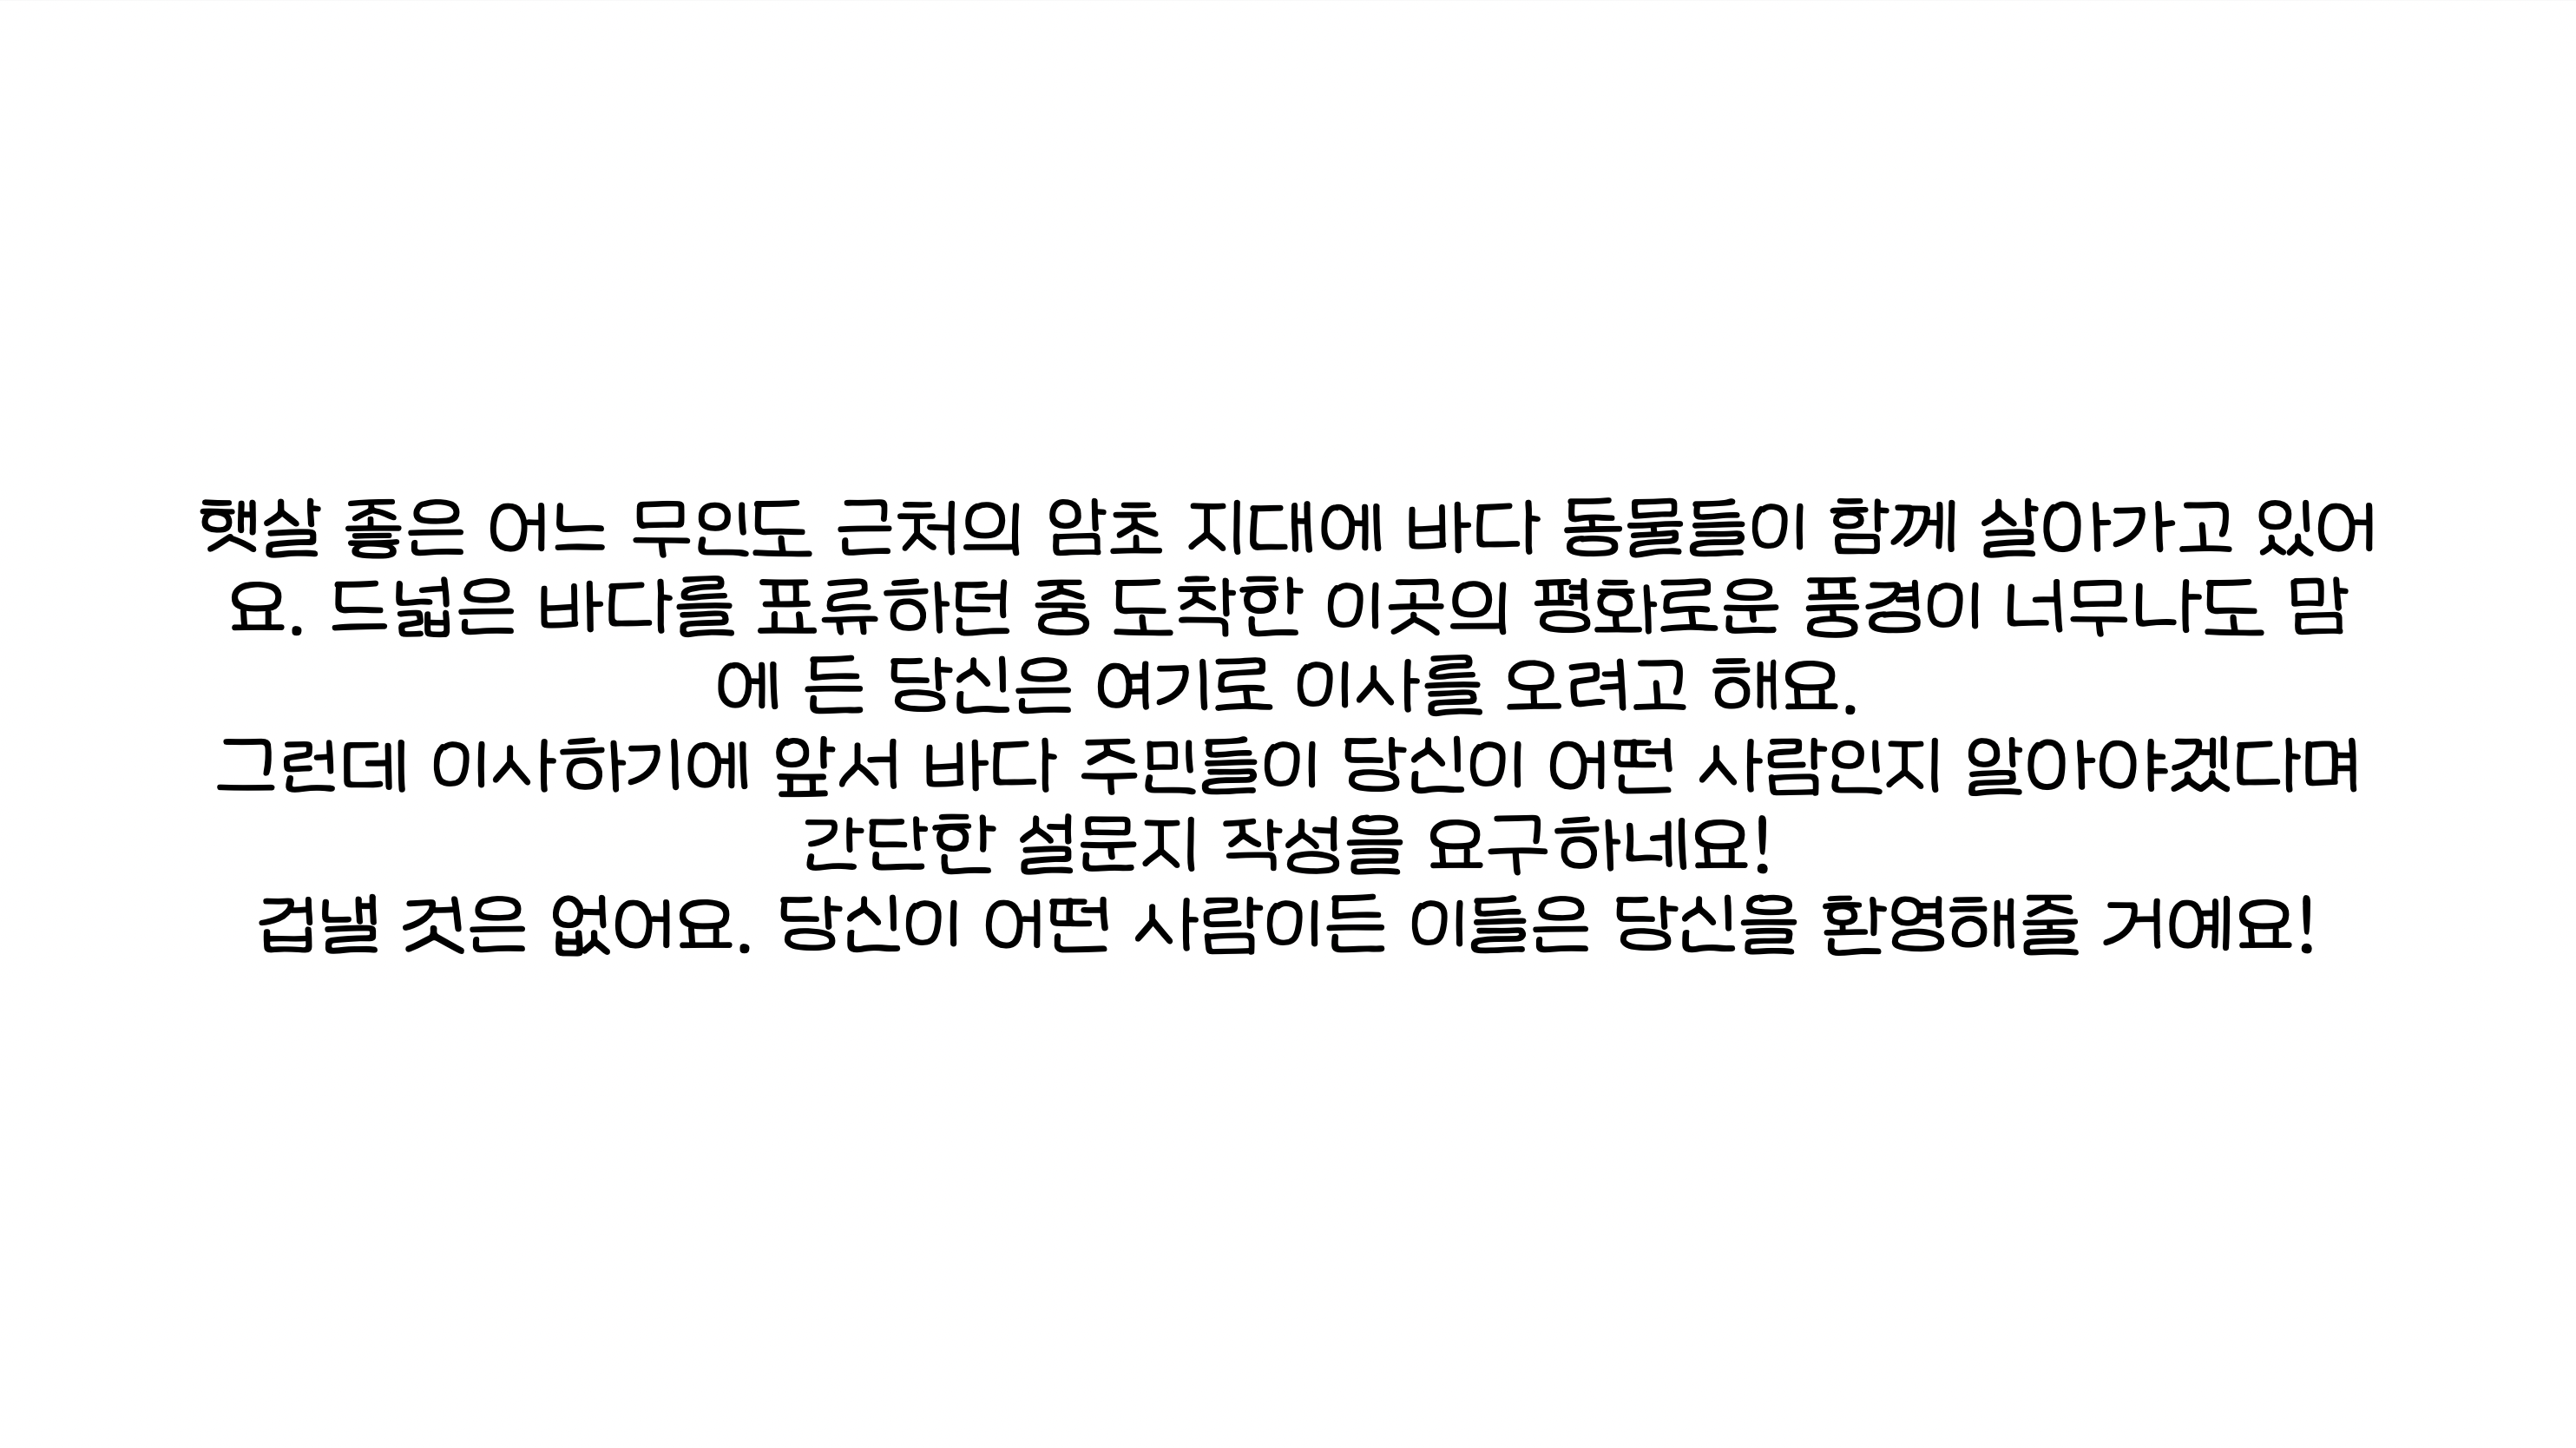 햇살 좋은 어느 무인도 근처의 암초 지대에 바다 동물들이 함께 살아가고 있어
요. 드넓은 바다를 표류하던 중 도착한 이곳의 평화로운 풍경이 너무나도 맘
에 든 당신은 여기로 이사를 오려고 해요.
그런데 이사하기에 앞서 바다 주민들이 당신이 어떤 사람인지 알아야겠다며
간단한 설문지 작성을 요구하네요!
겁낼 것은 없어요. 당신이 어떤 사람이든 이들은 당신을 환영해줄 거예요!